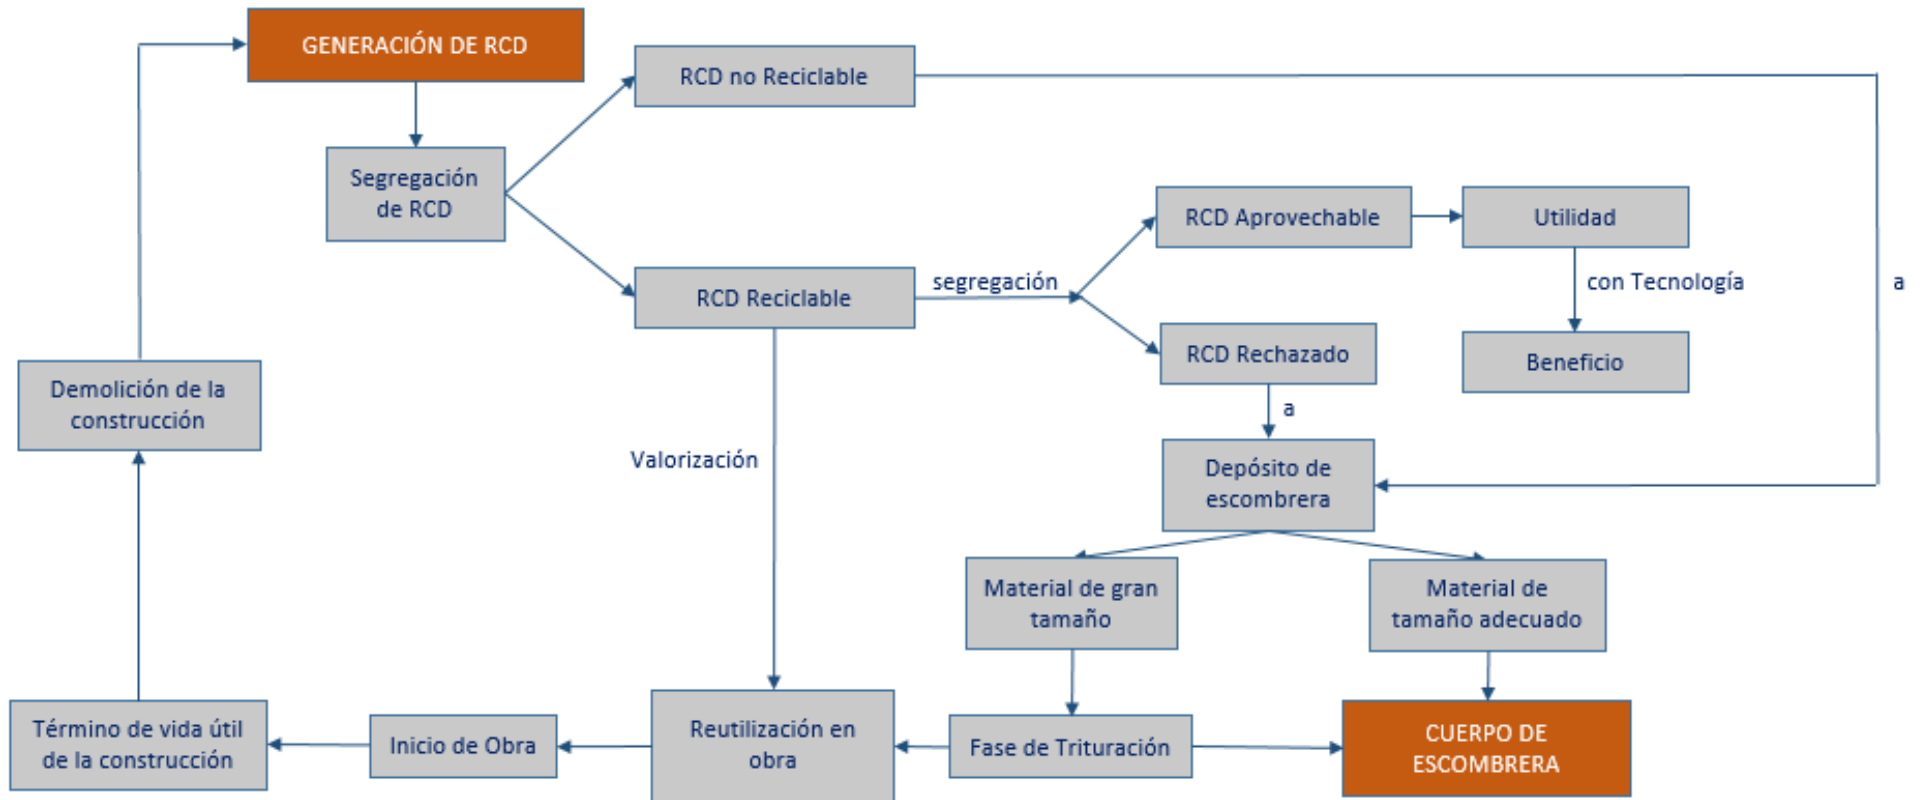 GENERACIÓN DE RCD
RCD no Reciclable
Segregación
de RCD
RCD Aprovechable
Utilidad
segregación
con Tecnología
a
RCD Reciclable
RCD Rechazado
Beneficio
Demolición de la
construcción
a
Valorización
Depósito de
escombrera
Material de gran
tamaño
Material de
tamaño adecuado
Término de vida útil
de la construcción
Inicio de Obra
Reutilización en
obra
Fase de Trituración
CUERPO DE
ESCOMBRERA